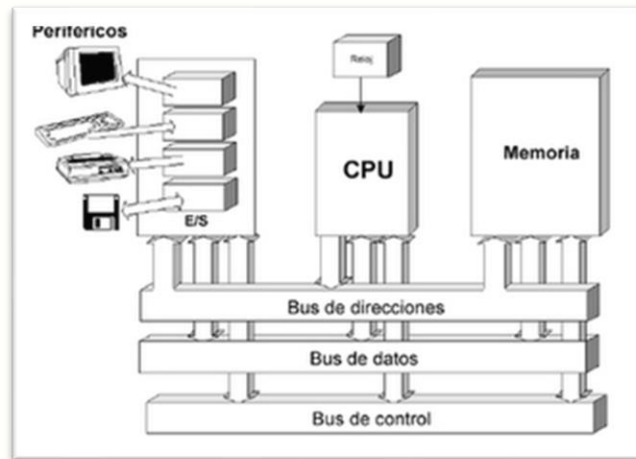 Periféricos
Reloj
CPU
Memoria
E/S
Bus de direcciones
Bus de datos
Bus de control